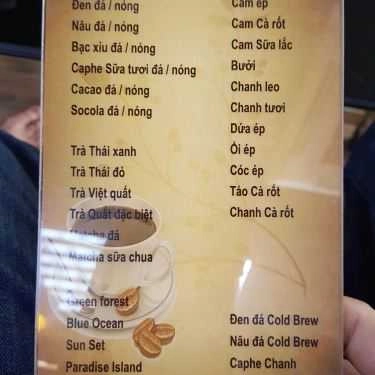 Đen đá / nóng
Nâu đá / nóng
Bạc xỉu đá / nóng
Caphe Sữa tươi đá / nóng
Cacao đá / nóng
Socola đá / nóng
Trà Thái xanh
Trà Thái đỏ
Trà Việt quất
Trà Quất đặc biệt
Matcha đá
Matcha sữa chua
Green forest
Blue Ocean
Sun Set
Paradise Island
Cam ép
Cam Cà rốt
Cam Sữa lắc
Bưởi
Chanh leo
Chanh tươi
Dứa ép
Ổi ép
Cóc ép
Táo Cà rốt
Chanh Cà rốt
Đen đá Cold Brew
Nâu đá Cold Brew
Caphe Chanh